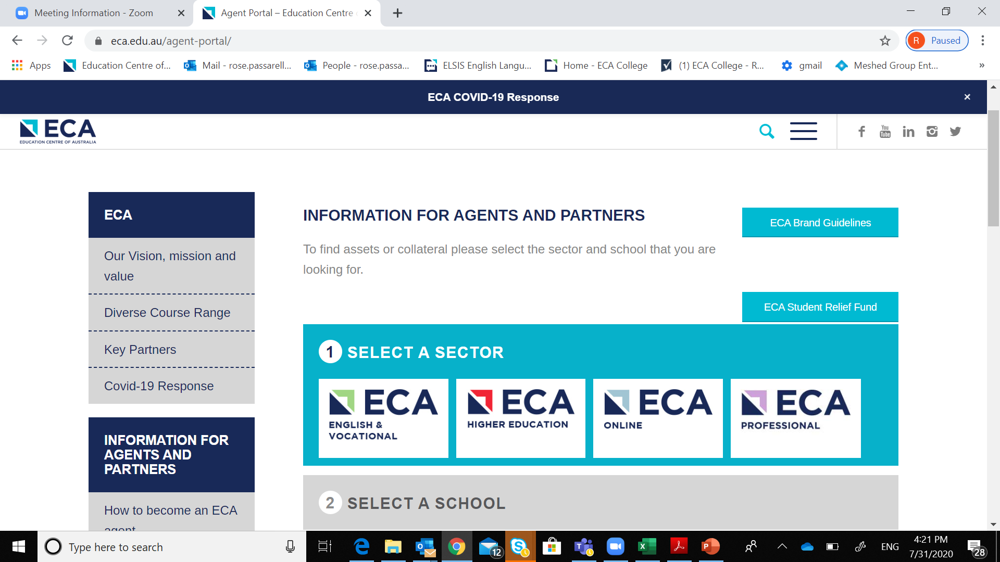 Meeting Information - Zoom
Agent Portal – Education Centre
eca.edu.au/agent-portal/
R Paused
Apps
Education Centre of...
Mail - rose.passarell...
People - rose.passa...
ELSIS English Langu...
Home - ECA College
(1) ECA College - R...
gmail
Meshed Group Ent...
»
ECA COVID-19 Response
ECA
EDUCATION CENTRE OF AUSTRALIA
You Tube
ECA
Our Vision, mission and
value
Diverse Course Range
Key Partners
Covid-19 Response
INFORMATION FOR
AGENTS AND
PARTNERS
How to become an ECA
agent
INFORMATION FOR AGENTS AND PARTNERS
To find assets or collateral please select the sector and school that you are
looking for.
ECA Brand Guidelines
ECA Student Relief Fund
1 SELECT A SECTOR
ECA
ENGLISH &
VOCATIONAL
ECA
HIGHER EDUCATION
ECA
ONLINE
ECA
PROFESSIONAL
2 SELECT A SCHOOL
Type here to search
12
ENG
4:21 PM
7/31/2020
28